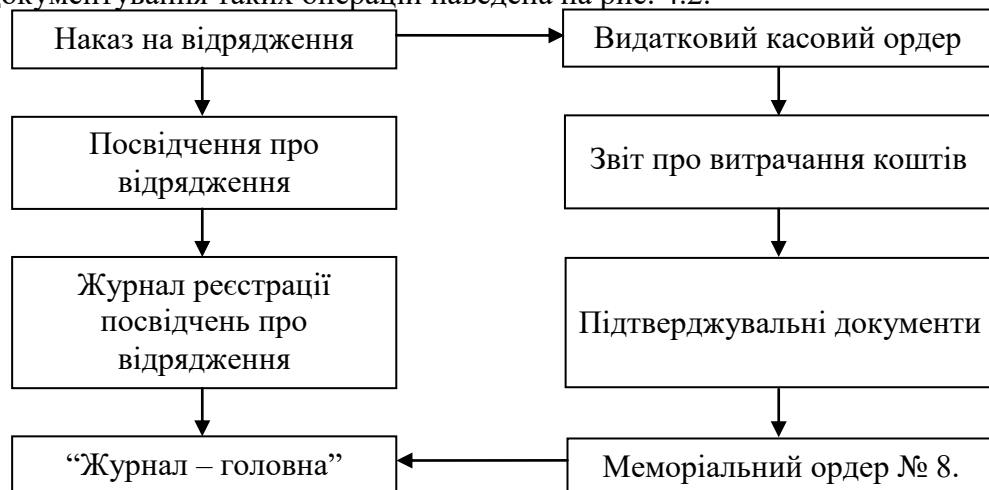 документування таких операцій наведена на рис. 4.2.
Наказ на відрядження
Видатковий касовий ордер
Посвідчення про
відрядження
Звіт про витрачання коштів
Журнал реєстрації
посвідчень про
відрядження
Підтверджувальні документи
“Журнал – головна”
Меморіальний ордер № 8.